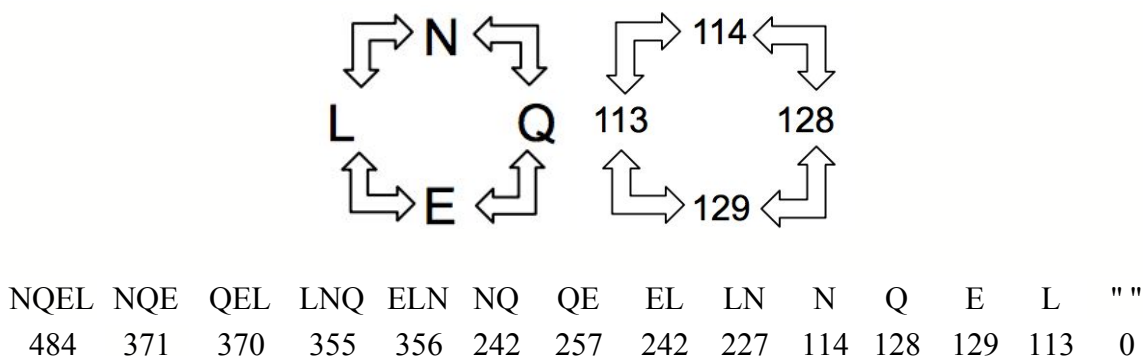 N 114
L Q 113 128
E 129
NQEL NQE QEL LNQ ELN NQ QE EL LN N Q E L " "
484 371 370 355 356 242 257 242 227 114 128 129 113 0